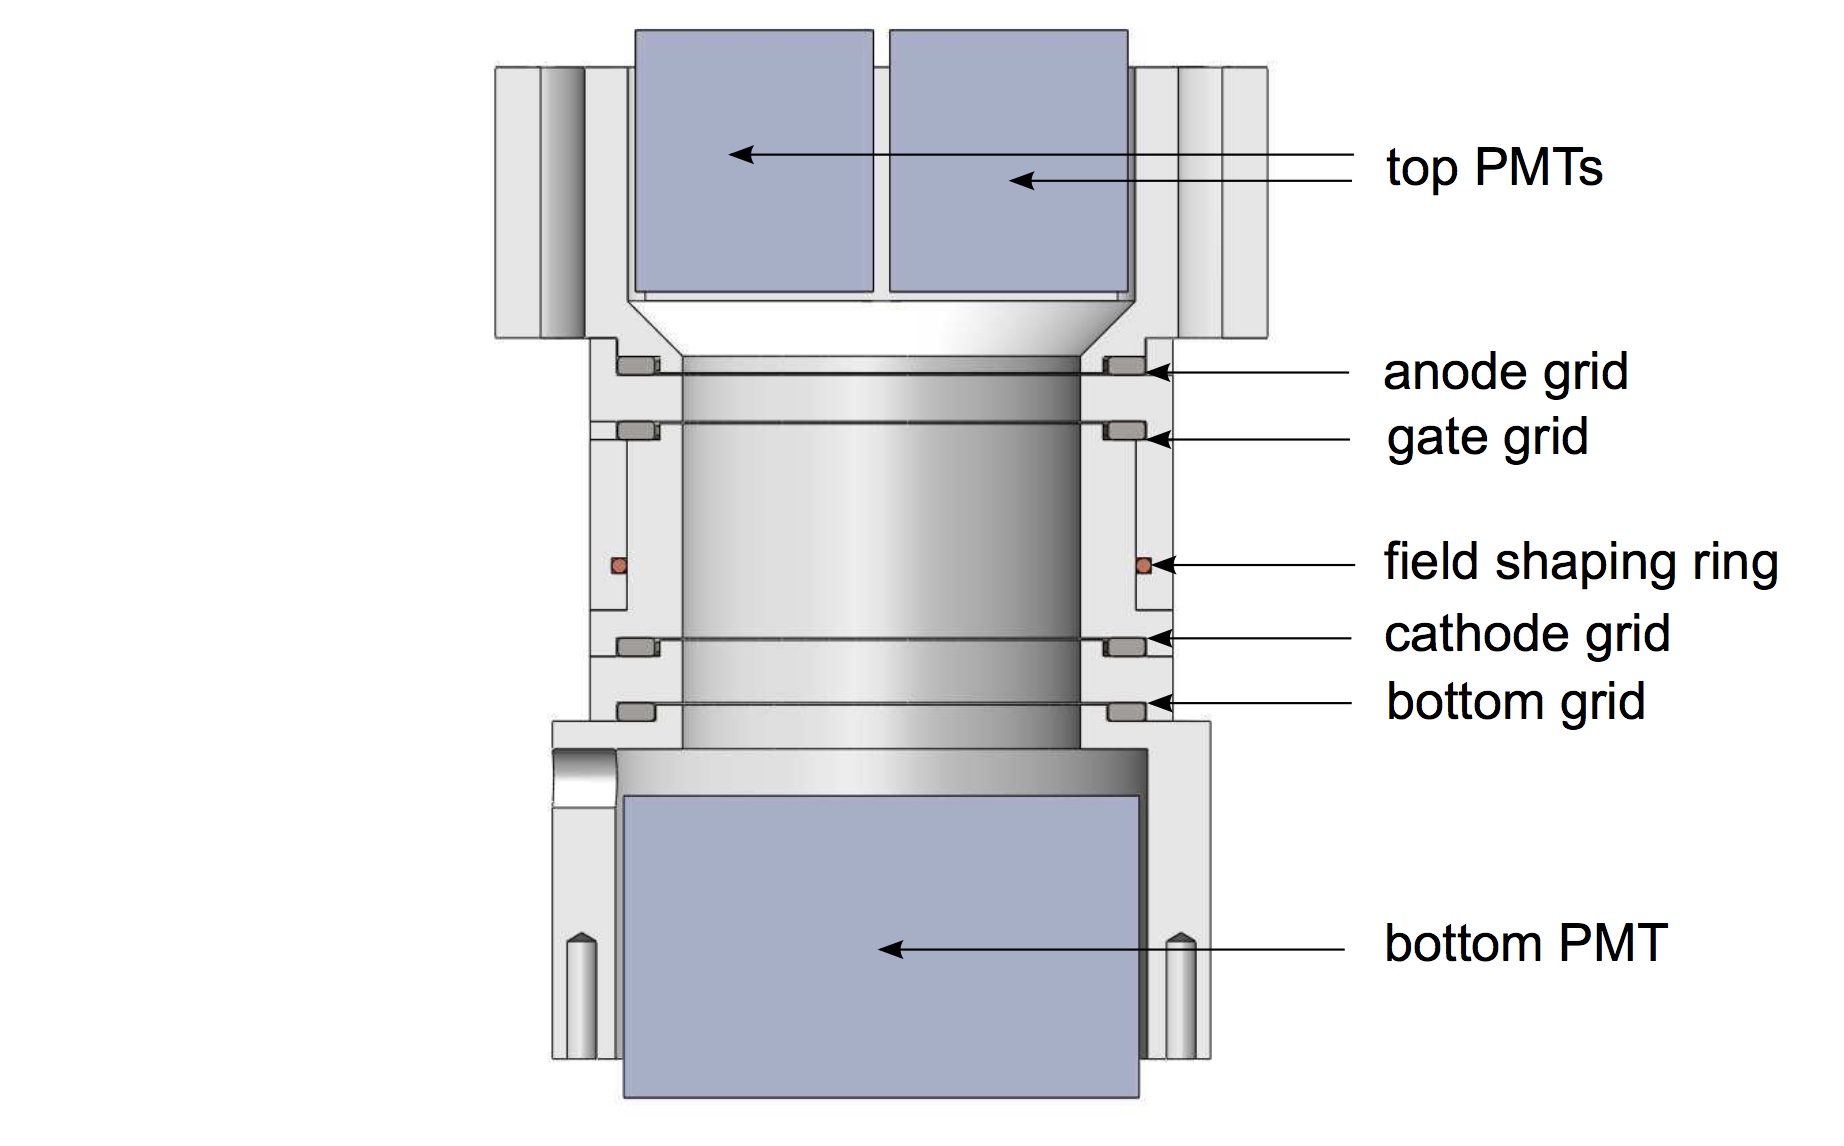 top PMTs
anode grid
gate grid
field shaping ring
cathode grid
bottom grid
bottom PMT